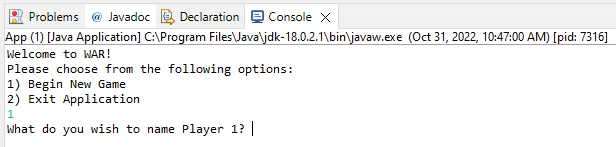 Problems @ Javadoc Declaration Console
App (1) [Java Application] C:\Program Files\Java\jdk-18.0.2.1\bin\javaw.exe (Oct 31, 2022, 10:47:00 AM) [pid: 7316]
Welcome to WAR!
Please choose from the following options:
1) Begin New Game
2) Exit Application
1
What do you wish to name Player 1?